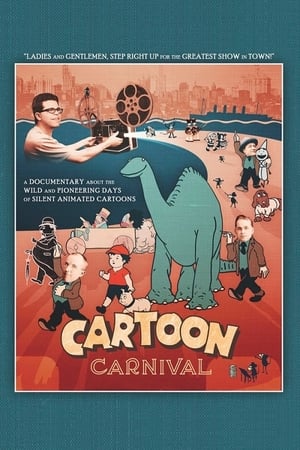 "LADIES AND GENTLEMEN, STEP RIGHT UP FOR THE GREATEST SHOW IN TOWN!"
A DOCUMENTARY ABOUT THE
WILD AND PIONEERING DAYS
OF SILENT ANIMATED CARTOONS
CARTOON
CARNIVAL